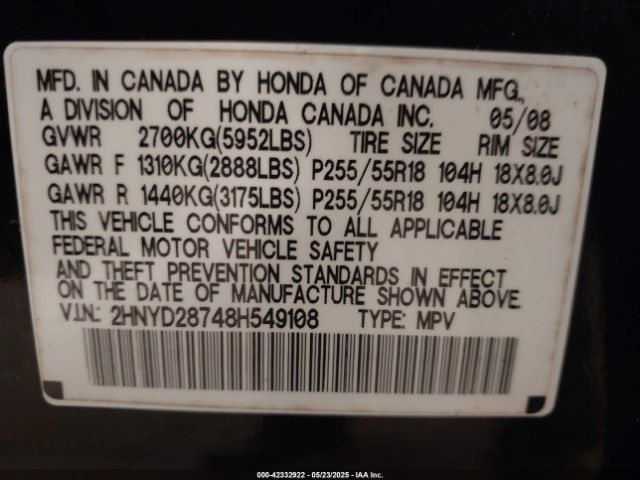 MFD. IN CANADA BY HONDA OF CANADA MFG.,
A DIVISION OF HONDA CANADA INC. 05/08
GVWR 2700KG(5952LBS) TIRE SIZE RIM SIZE
GAWR F 1310KG(2888LBS) P255/55R18 104H 18X8.0J
GAWR R 1440KG(3175LBS) P255/55R18 104H 18X8.0J
THIS VEHICLE CONFORMS TO ALL APPLICABLE
FEDERAL MOTOR VEHICLE SAFETY
AND THEFT PREVENTION STANDARDS IN EFFECT
ON THE DATE OF MANUFACTURE SHOWN ABOVE.
V.I.N.: 2HNYD28748H549108 TYPE: MPV
000-42332922 - 05/23/2025 - IAA Inc.